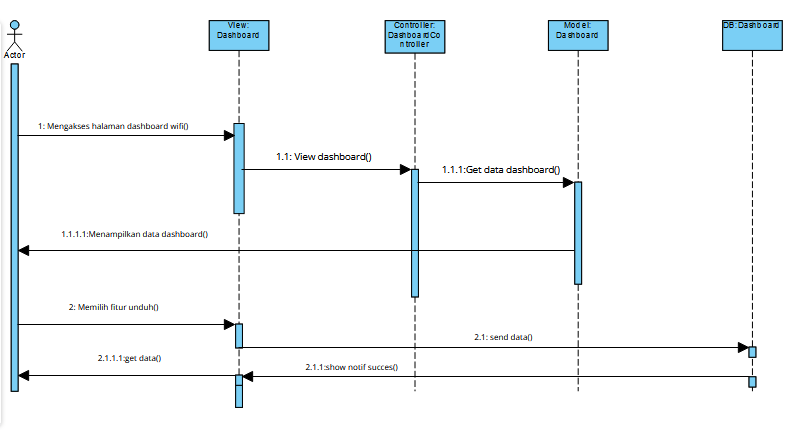 Actor
View:
Dashboard
Controller:
DashboardCo
ntroller
Model:
Dashboard
DB:Dashboard
1: Mengakses halaman dashboard wifi()
1.1: View dashboard()
1.1.1:Get data dashboard()
1.1.1.1:Menampilkan data dashboard()
2: Memilih fitur unduh()
2.1: send data()
2.1.1.1:get data()
2.1.1:show notif succes()